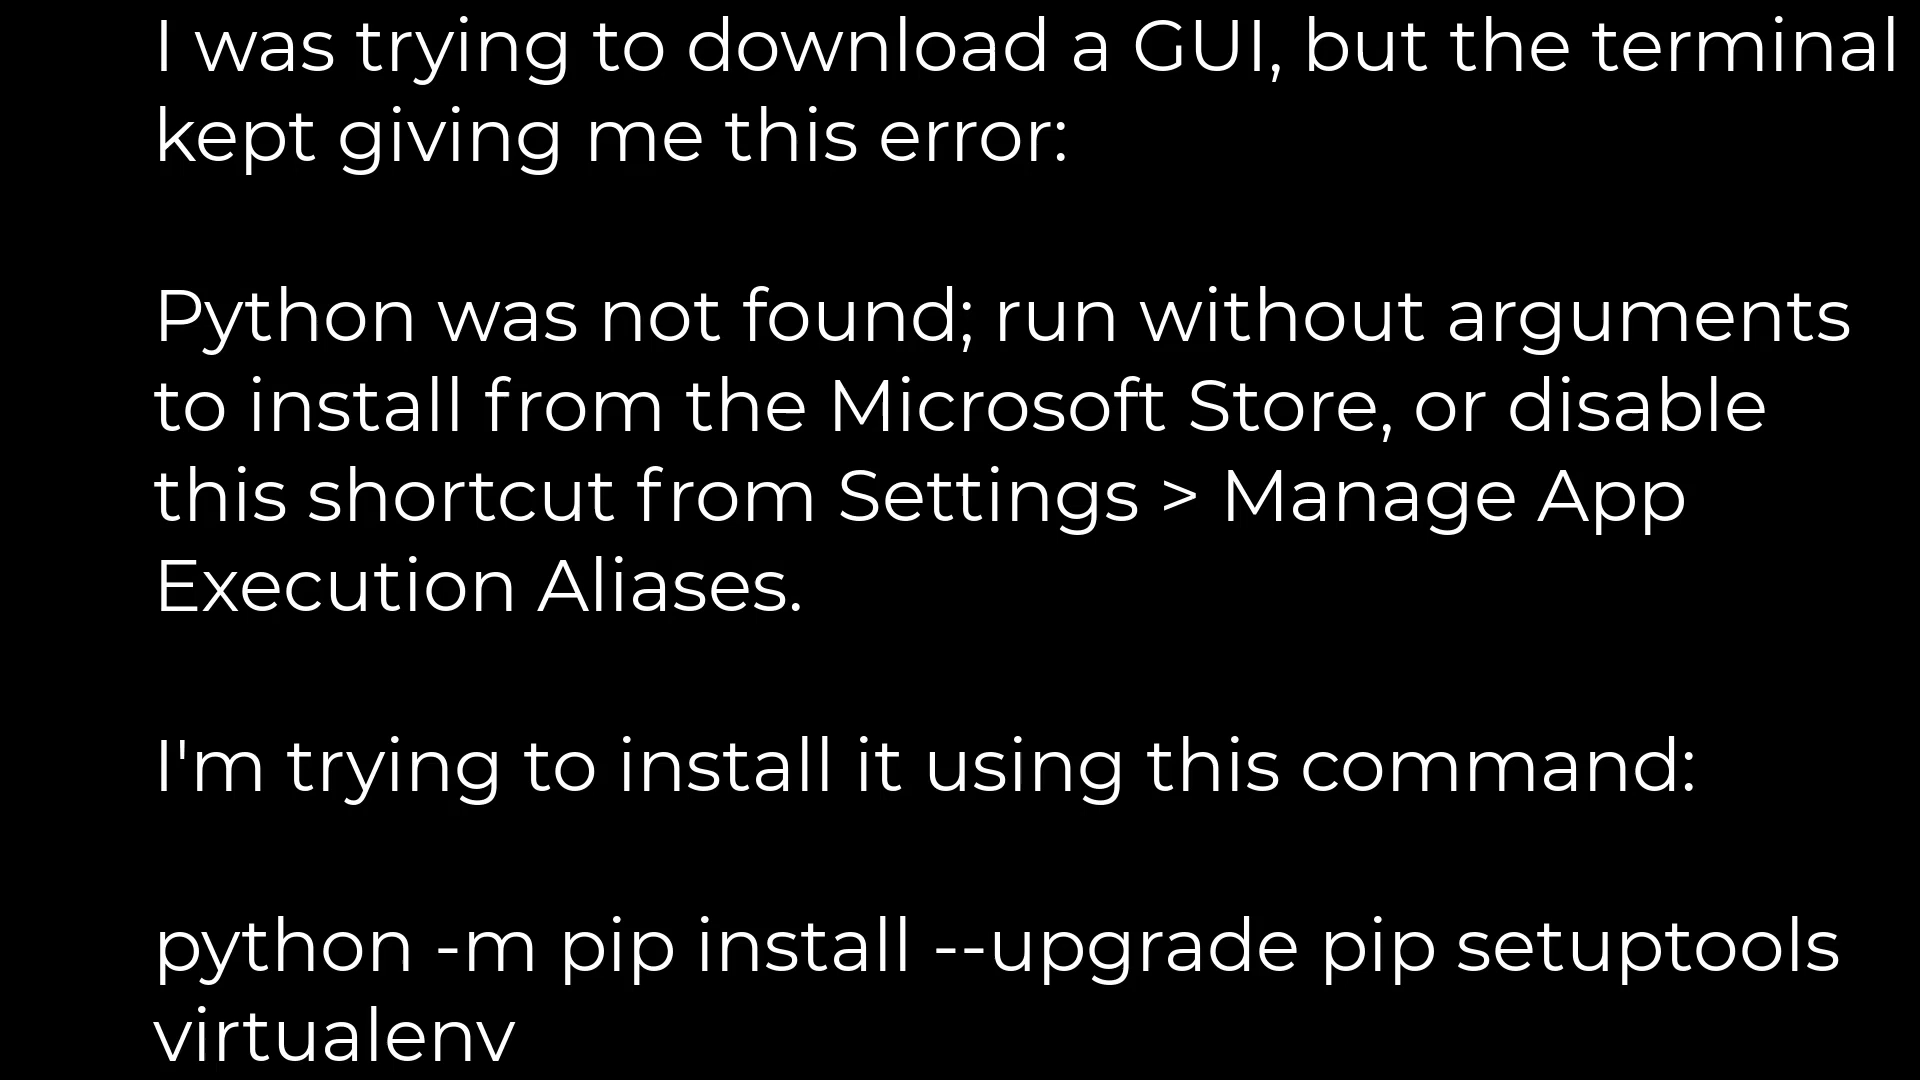 I was trying to download a GUI, but the terminal
kept giving me this error:
Python was not found; run without arguments
to install from the Microsoft Store, or disable
this shortcut from Settings > Manage App
Execution Aliases.
I'm trying to install it using this command:
python -m pip install --upgrade pip setuptools
virtualenv